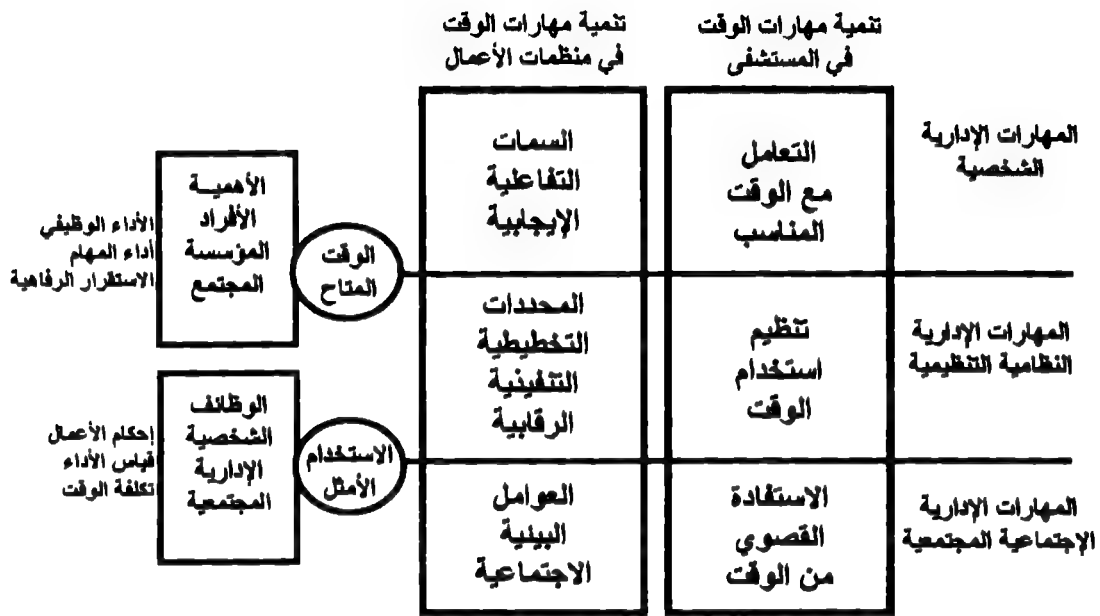 تنمية مهارات الوقت
في المستشفى
تنمية مهارات الوقت
في منظمات الأعمال
المهارات الإدارية
الشخصية
التعامل
مع الوقت
المناسب
السمات
التفاعلية
الإيجابية
الوقت
المتاح
الأهميـة
الأفراد
المؤسسة
المجتمع
الأداء الوظيفي
أداء المهام
الاستقرار الرفاهية
المهارات الإدارية
النظامية التنظيمية
تنظيم
استخدام
الوقت
المحددات
التخطيطية
التنفيذية
الرقابية
الاستخدام
الأمثل
الوظائف
الشخصية
الإدارية
المجتمعية
إحكام الأعمال
قياس الأداء
تكلفة الوقت
المهارات الإدارية
الإجتماعية المجتمعية
الاستفادة
القصوي
من الوقت
العوامل
البيئية
الاجتماعية